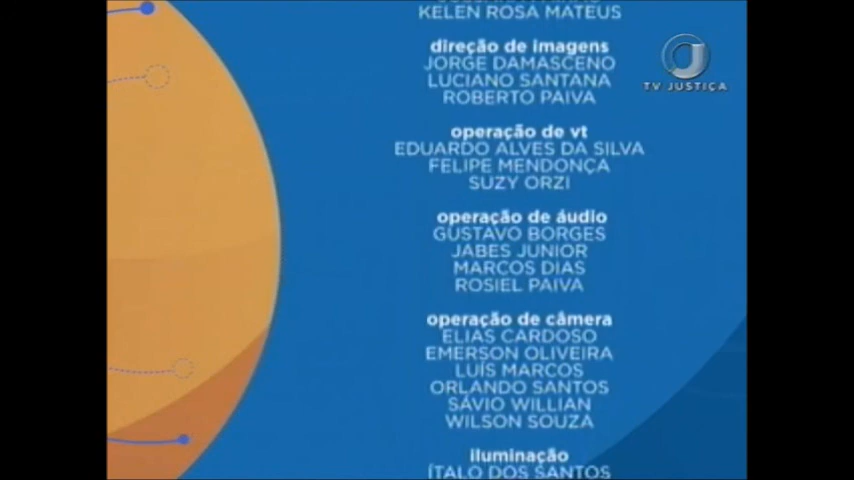 KELEN ROSA MATEUS
direção de imagens
JORGE DAMASCENO
LUCIANO SANTANA
ROBERTO PAIVA
operação de vt
EDUARDO ALVES DA SILVA
FELIPE MENDONÇA
SUZY ORZI
operação de áudio
GUSTAVO BORGES
JABES JUNIOR
MARCOS DIAS
ROSIEL PAIVA
operação de câmera
ELIAS CARDOSO
EMERSON OLIVEIRA
LUÍS MARCOS
ORLANDO SANTOS
SÁVIO WILLIAN
WILSON SOUZA
iluminação
ÍTALO DOS SANTOS
TV JUSTIÇA